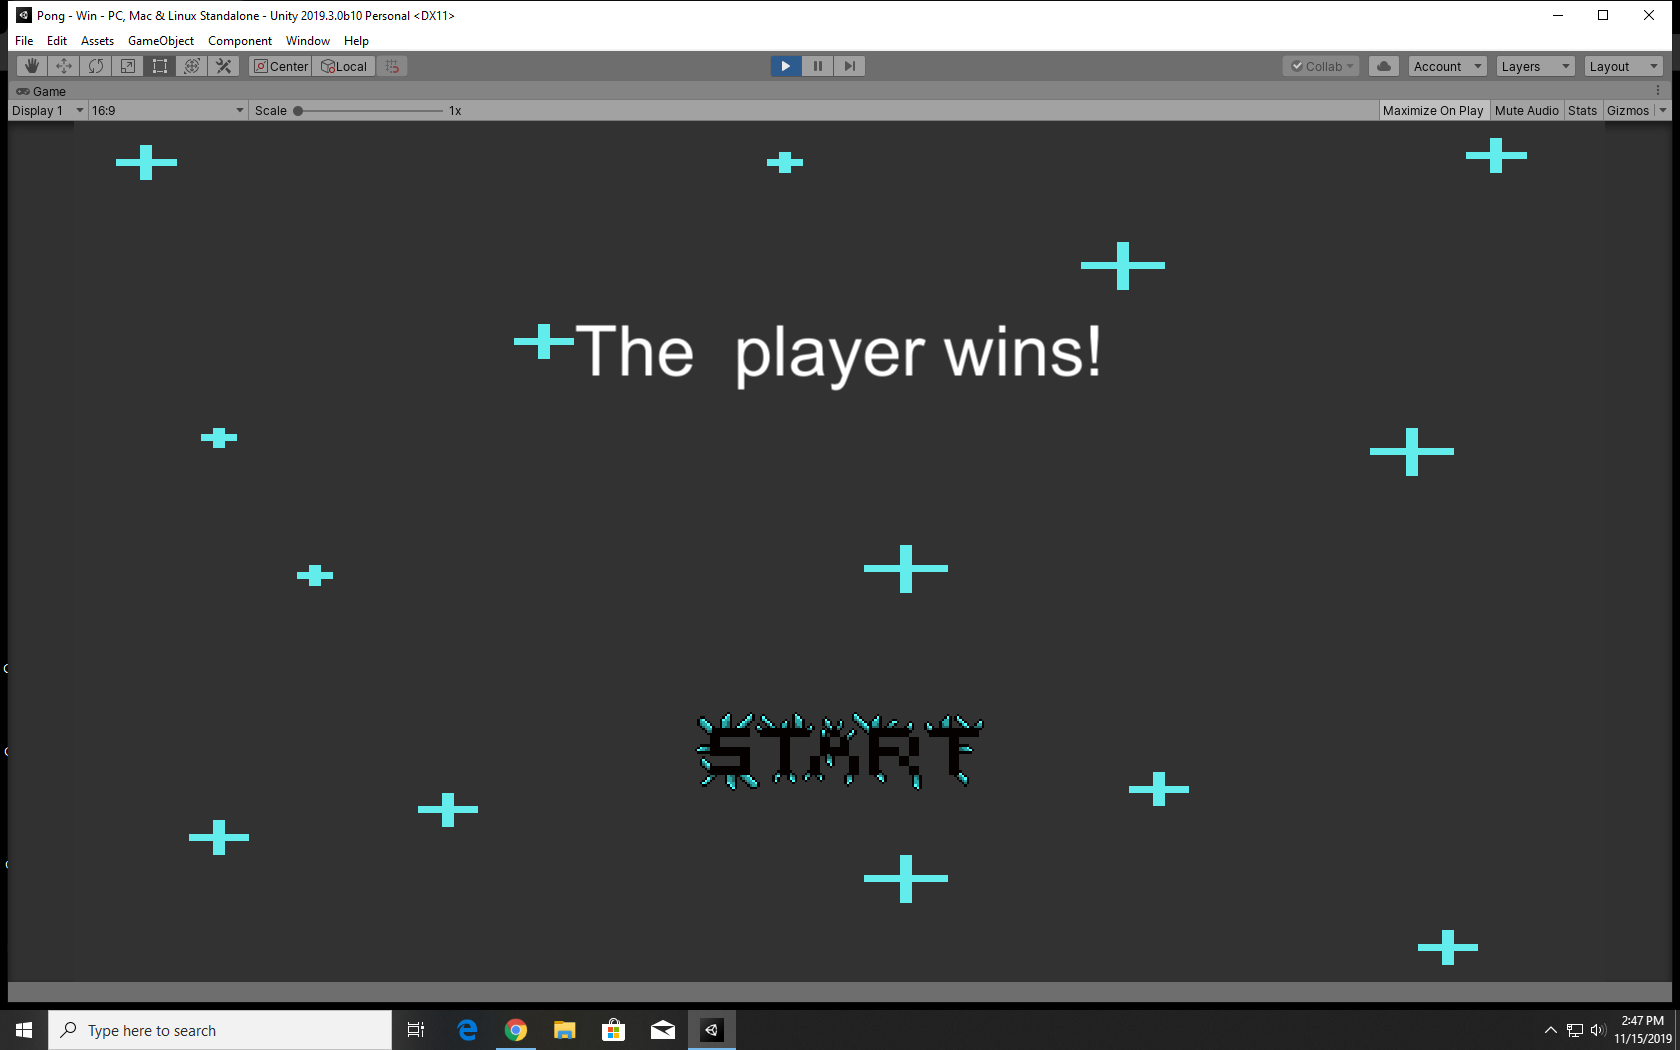 Pong - Win - PC, Mac & Linux Standalone - Unity 2019.3.0b10 Personal <DX11>
File Edit Assets GameObject Component Window Help
Center Local Collab Account Layers Layout
Game
Display 1 16:9 Scale 1x Maximize On Play Mute Audio Stats Gizmos
The  player wins!
START
Type here to search
2:47 PM
11/15/2019